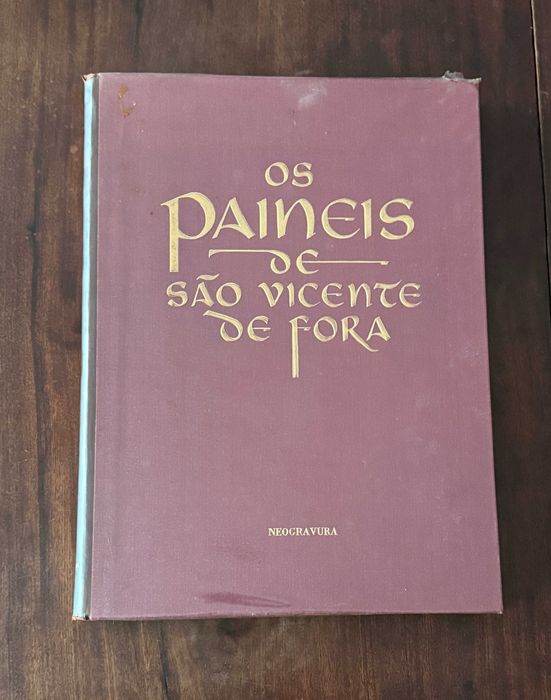 OS
PAINEIS
DE
SÃO VICENTE
DE FORA
NEOGRAVURA